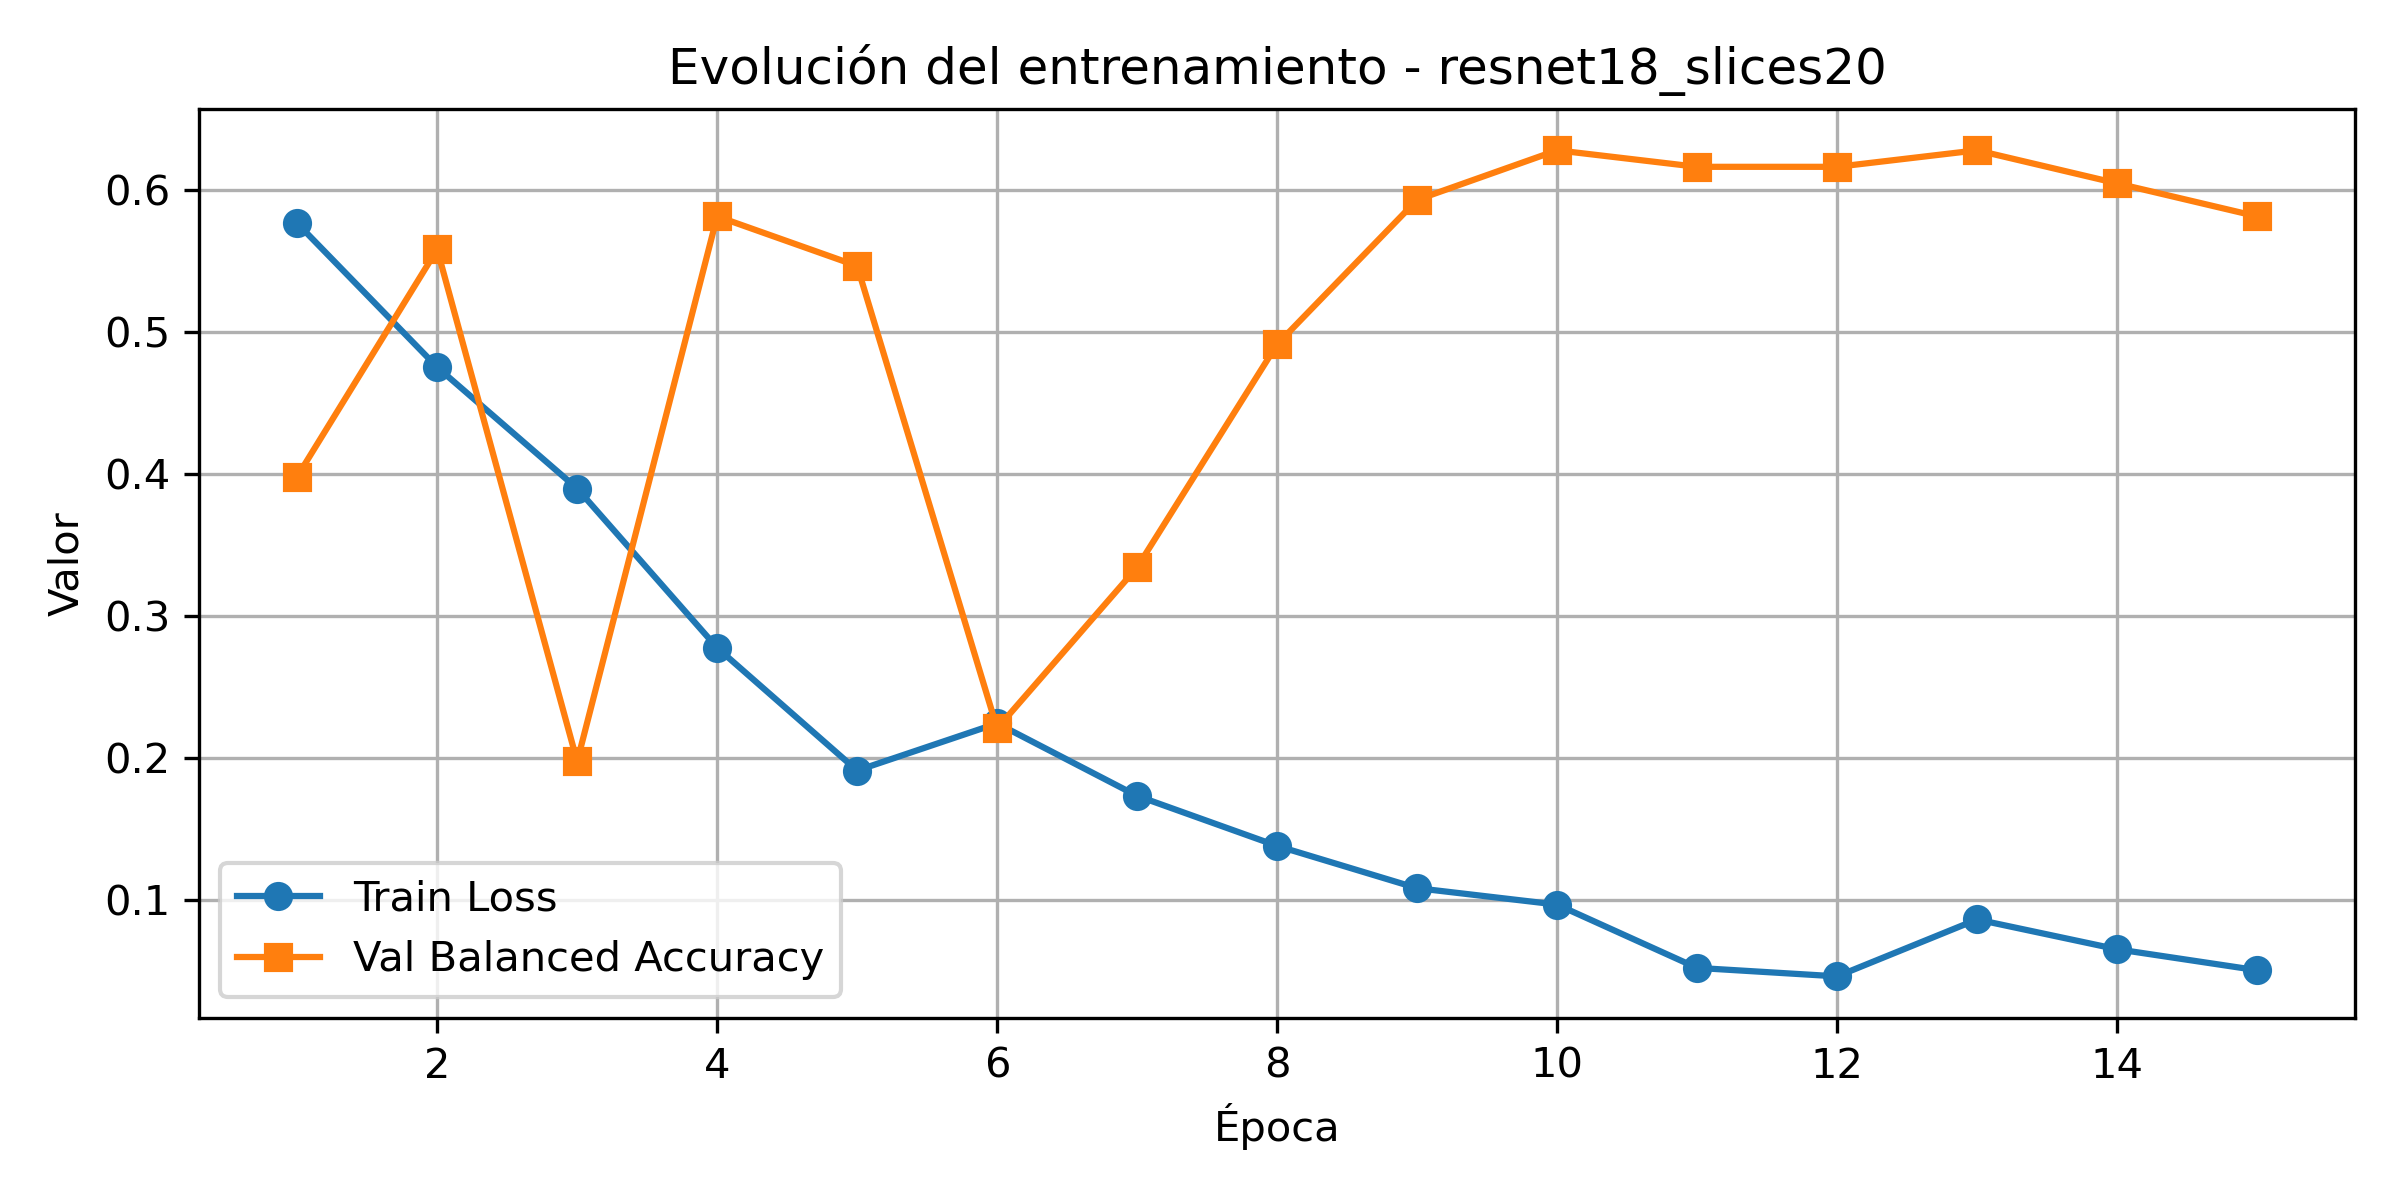 Evolución del entrenamiento - resnet18_slices20
Valor
0.6
0.5
0.4
0.3
0.2
0.1
Train Loss
Val Balanced Accuracy
2 4 6 8 10 12 14
Época